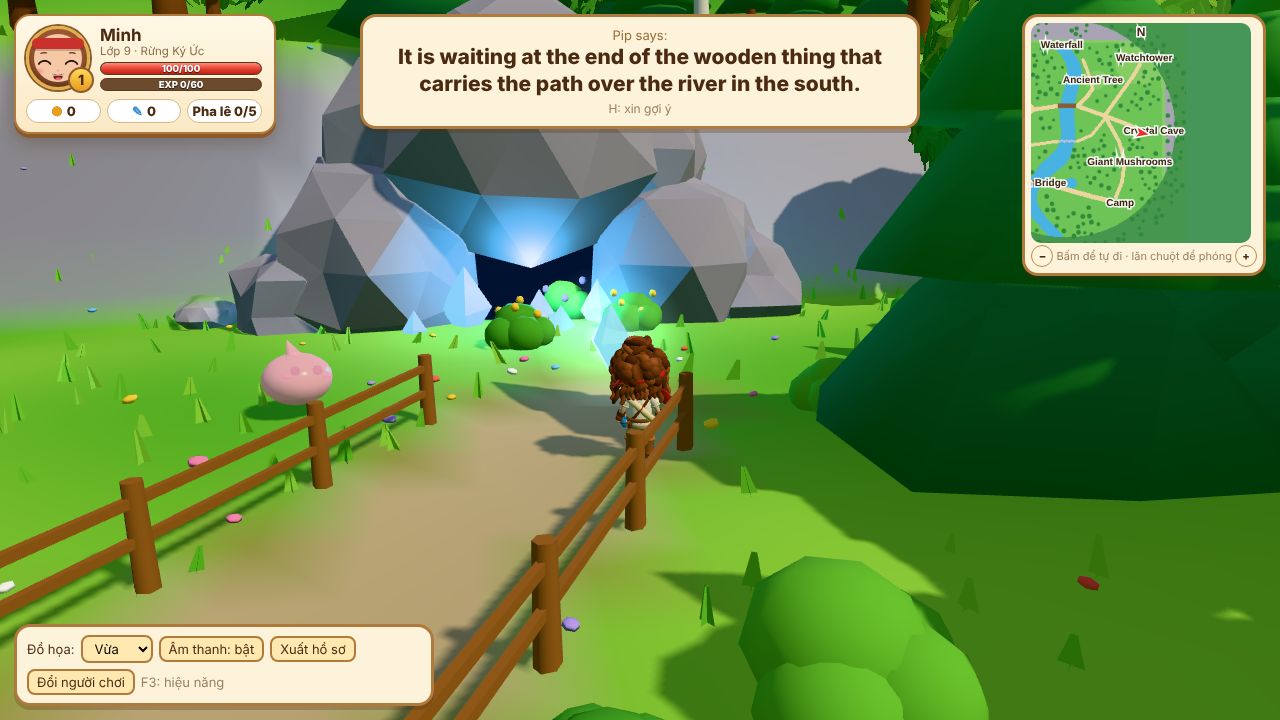 Minh
Lớp 9 · Rừng Ký Ức
100/100
EXP 0/60
1
0
0
Pha lê 0/5
Pip says:
It is waiting at the end of the wooden thing that
carries the path over the river in the south.
H: xin gợi ý
N
Waterfall
Watchtower
Ancient Tree
Crystal Cave
Giant Mushrooms
Bridge
Camp
− Bấm để tự đi · lăn chuột để phóng +
Đồ họa: Vừa Âm thanh: bật Xuất hồ sơ
Đổi người chơi F3: hiệu năng